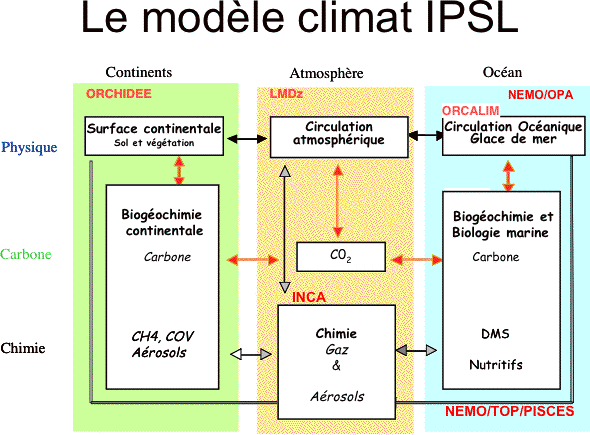 Le modèle climat IPSL
Continents
Atmosphère
Océan
ORCHIDEE
LMDz
NEMO/OPA
ORCALIM
Physique
Surface continentale
Sol et végétation
Circulation
atmosphérique
Circulation Océanique
Glace de mer
Biogéochimie
continentale
Biogéochimie et
Biologie marine
Carbone
Carbone
CO₂
Carbone
INCA
Chimie
CH4, COV
Aérosols
Chimie
Gaz
&
Aérosols
DMS
Nutritifs
NEMO/TOP/PISCES